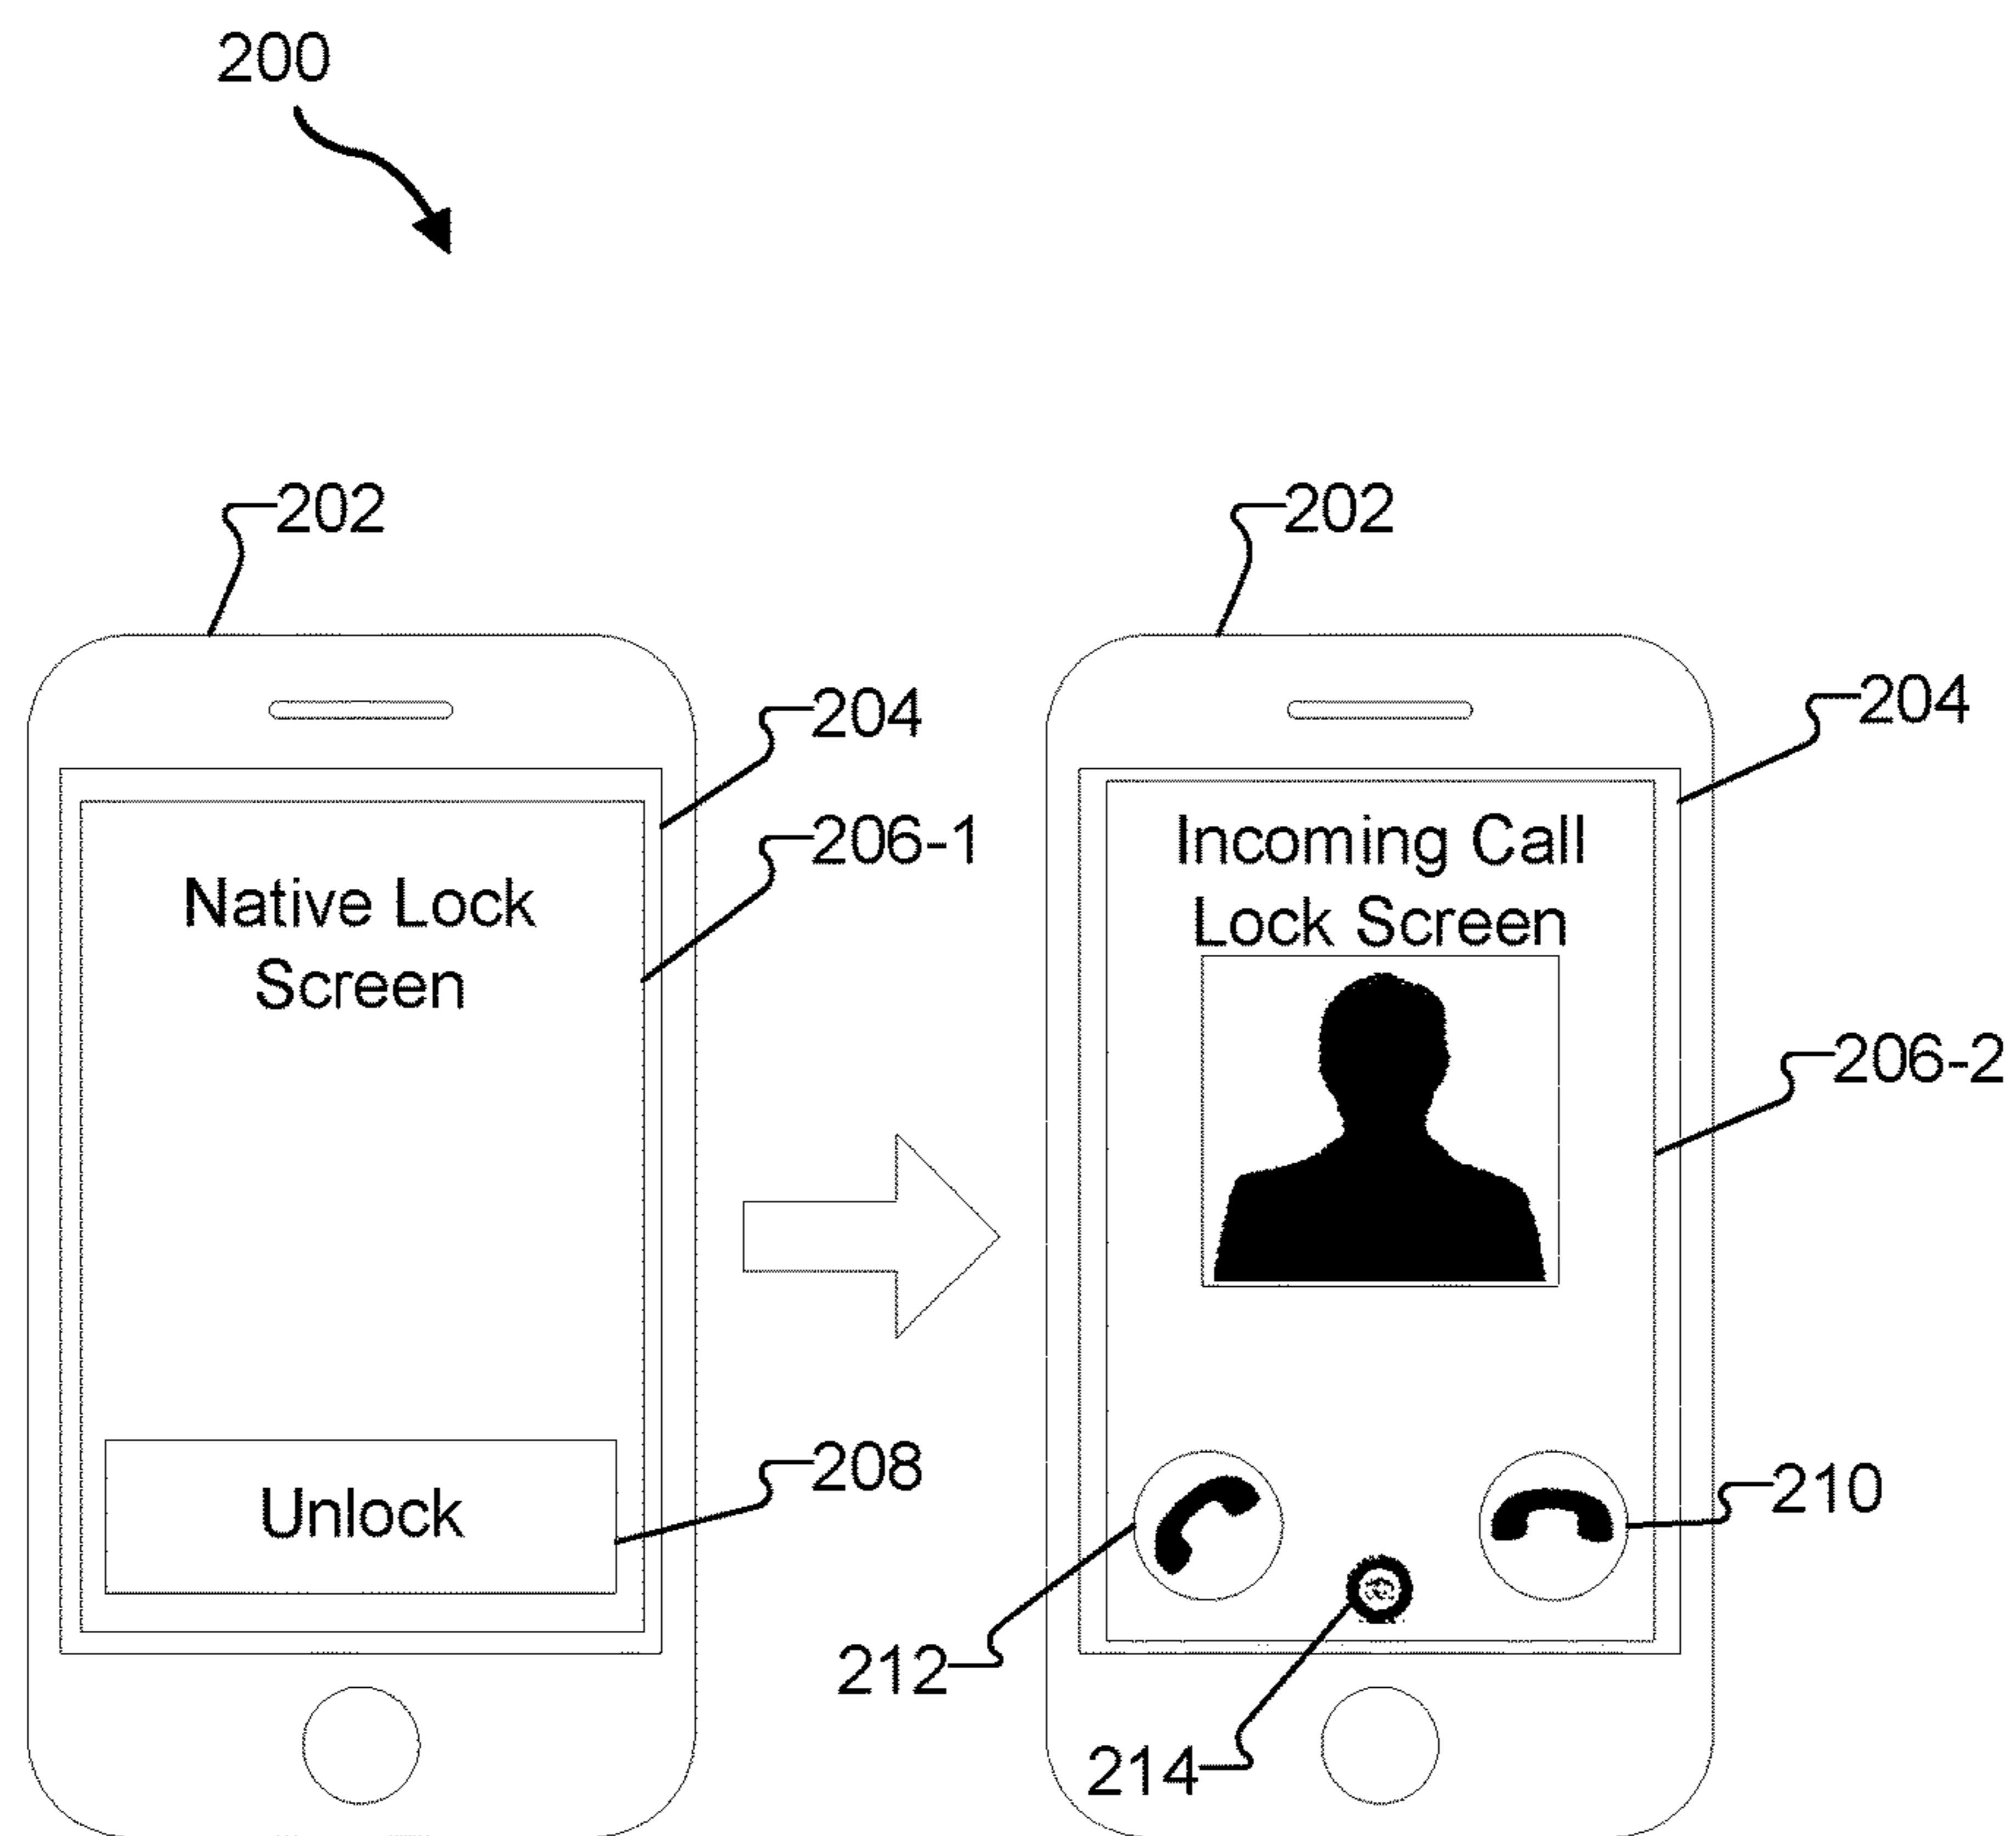 200
202
202
204
204
206-1
Native Lock
Screen
Incoming Call
Lock Screen
206-2
208
Unlock
210
212
214